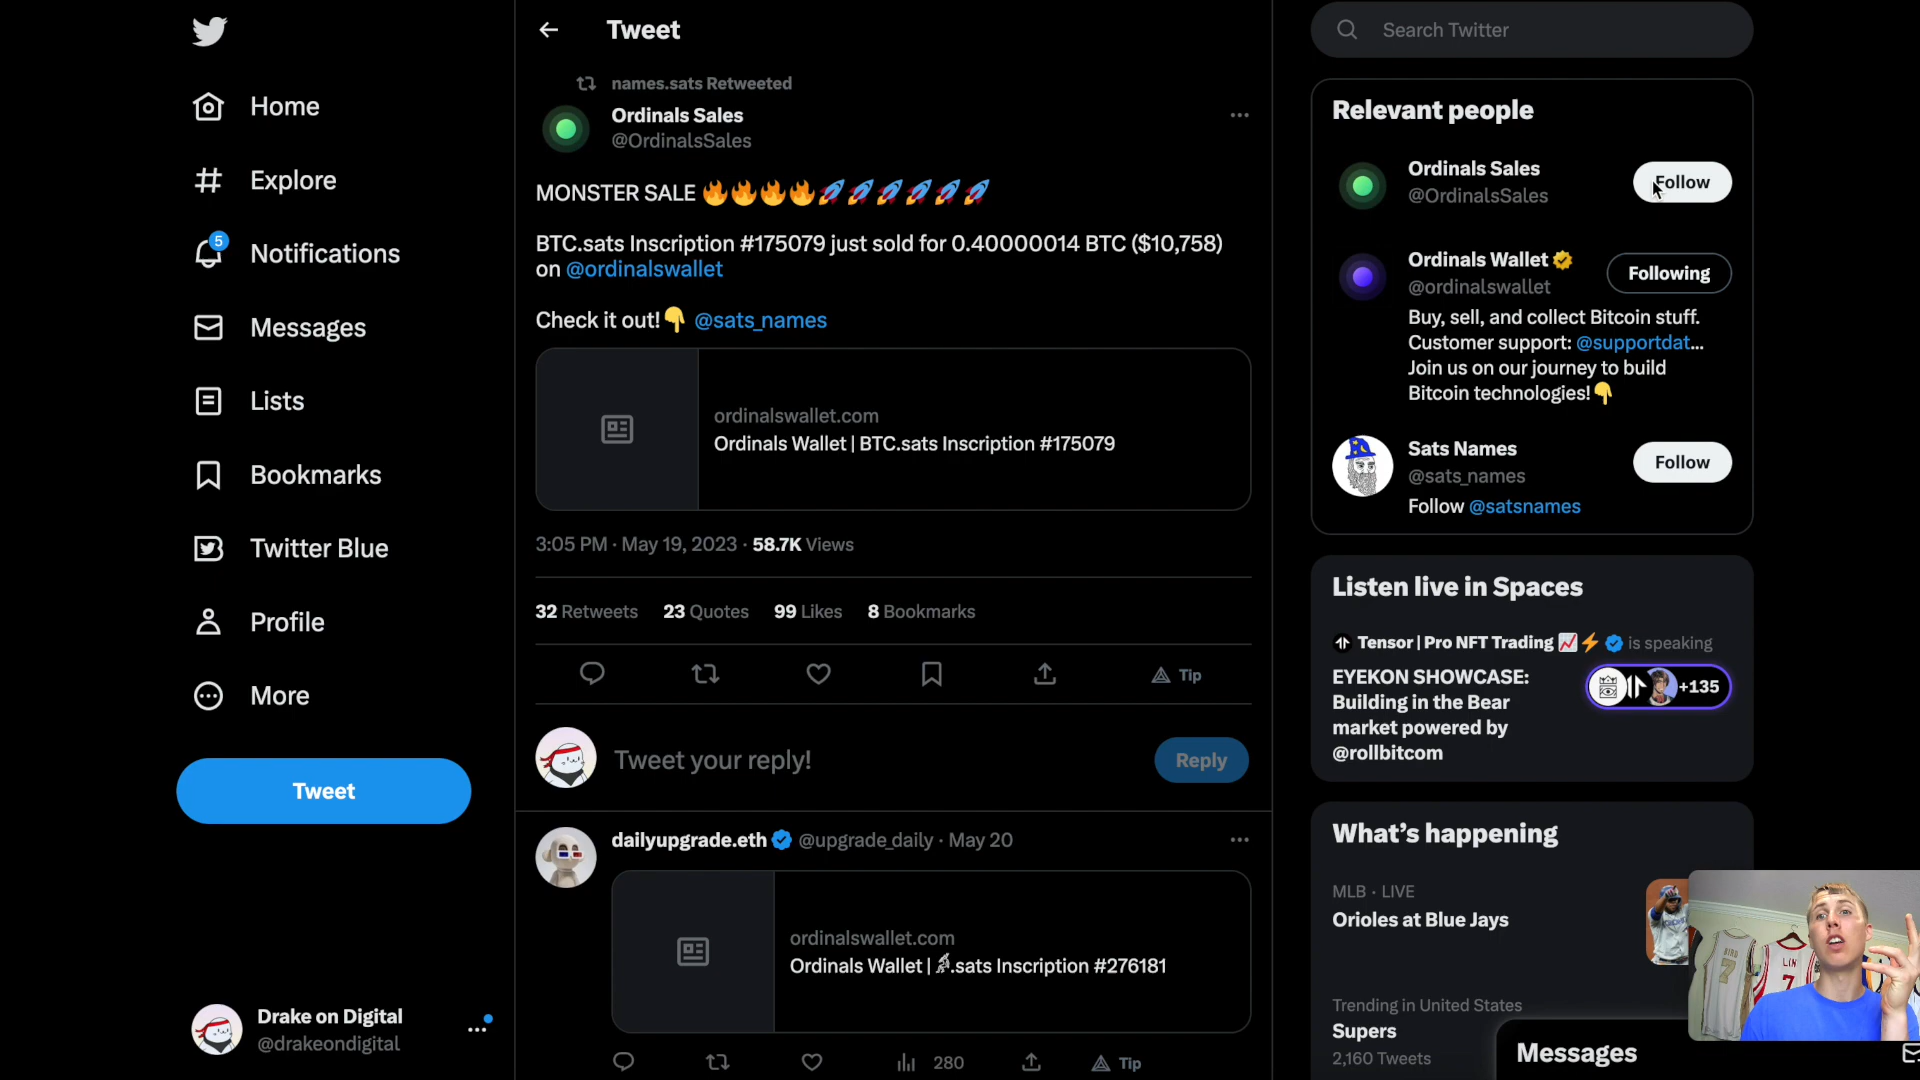 Home
Explore
5
Notifications
Messages
Lists
Bookmarks
Twitter Blue
Profile
More
Tweet
Drake on Digital
@drakeondigital
Tweet
names.sats Retweeted
Ordinals Sales
@OrdinalsSales
MONSTER SALE 🔥🔥🔥🔥🚀🚀🚀🚀🚀🚀
BTC.sats Inscription #175079 just sold for 0.40000014 BTC ($10,758)
on @ordinalswallet
Check it out!👇 @sats_names
ordinalswallet.com
Ordinals Wallet | BTC.sats Inscription #175079
3:05 PM · May 19, 2023 · 58.7K Views
32 Retweets 23 Quotes 99 Likes 8 Bookmarks
Tip
Tweet your reply!
Reply
dailyupgrade.eth @upgrade_daily · May 20
ordinalswallet.com
Ordinals Wallet | .sats Inscription #276181
280
Tip
Search Twitter
Relevant people
Ordinals Sales
@OrdinalsSales
Follow
Ordinals Wallet
@ordinalswallet
Following
Buy, sell, and collect Bitcoin stuff.
Customer support: @supportdat...
Join us on our journey to build
Bitcoin technologies!👇
Sats Names
@sats_names
Follow
Follow @satsnames
Listen live in Spaces
Tensor | Pro NFT Trading 📈⚡ is speaking
EYEKON SHOWCASE:
Building in the Bear
market powered by
@rollbitcom
+135
What’s happening
MLB · LIVE
Orioles at Blue Jays
Trending in United States
Supers
2,160 Tweets
Messages
BIRD
7
LIN
7